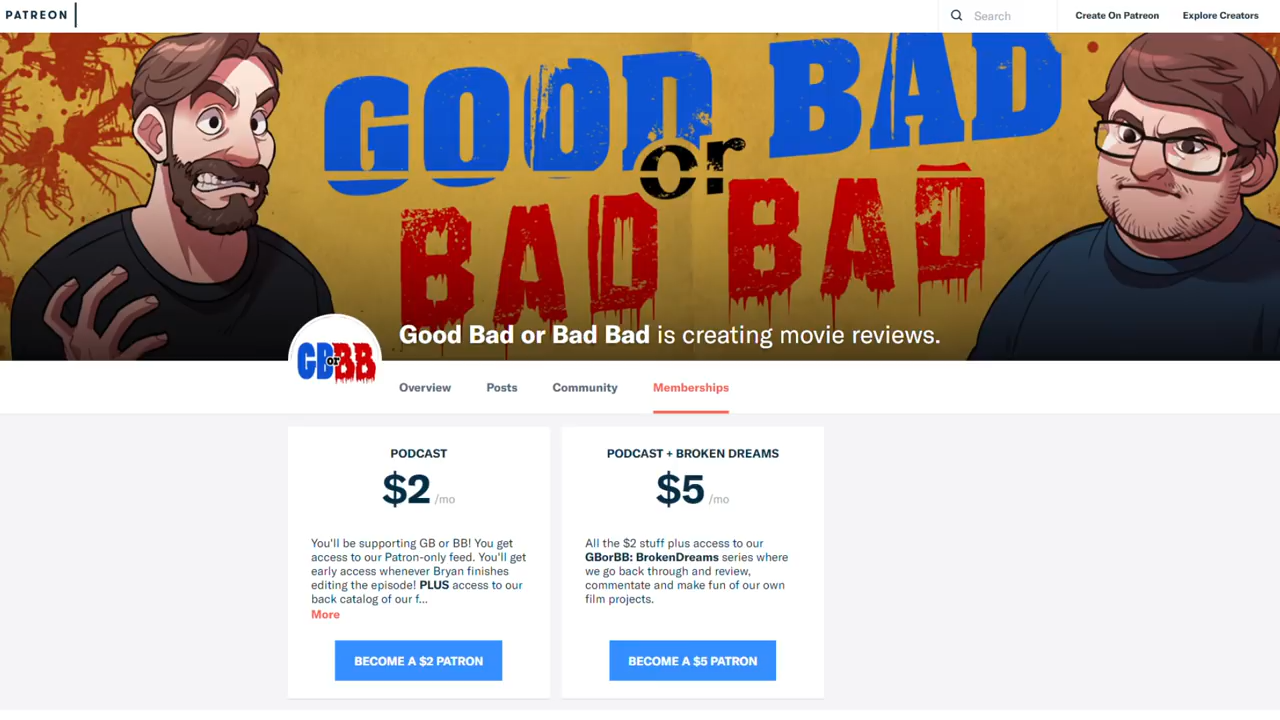 PATREON
Search
Create On Patreon
Explore Creators
GOOD BAD
or
BAD BAD
GB or BB
Good Bad or Bad Bad is creating movie reviews.
Overview
Posts
Community
Memberships
PODCAST
$2 /mo
You'll be supporting GB or BB! You get
access to our Patron-only feed. You'll get
early access whenever Bryan finishes
editing the episode! PLUS access to our
back catalog of our f...
More
BECOME A $2 PATRON
PODCAST + BROKEN DREAMS
$5 /mo
All the $2 stuff plus access to our
GBorBB: BrokenDreams series where
we go back through and review,
commentate and make fun of our own
film projects.
BECOME A $5 PATRON